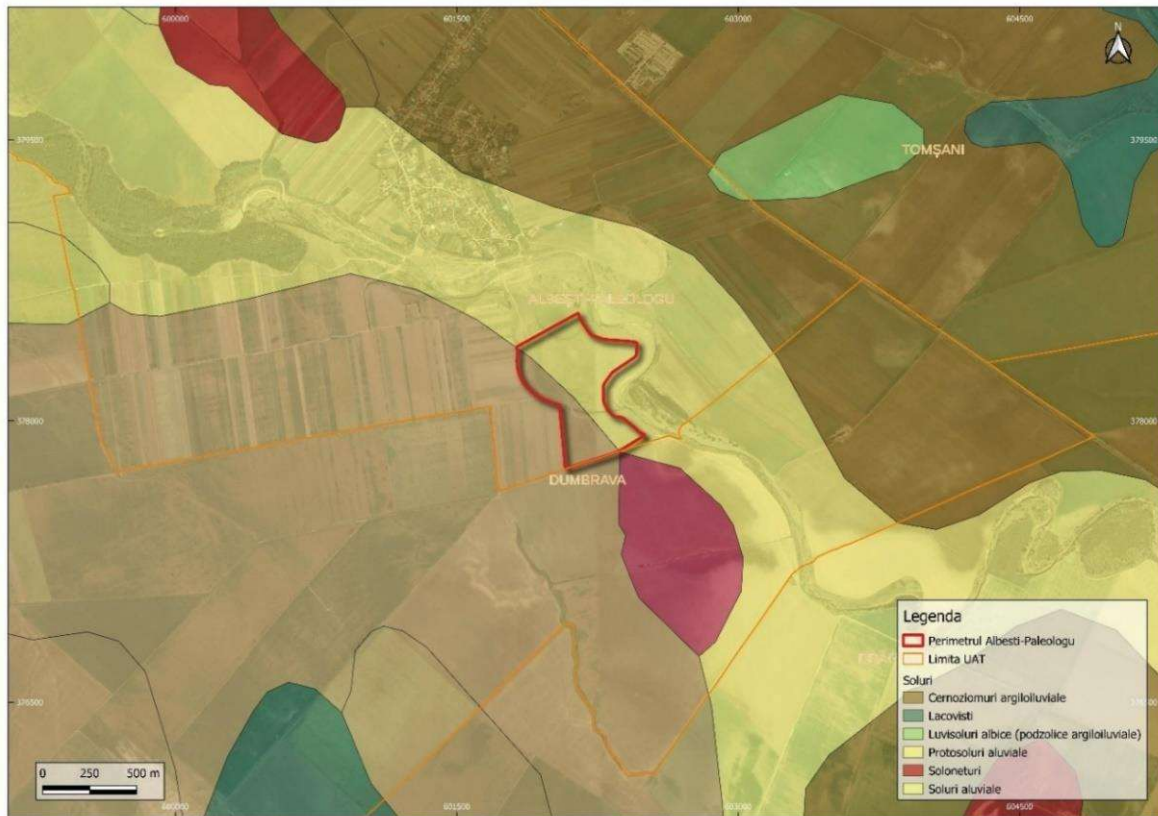 600000 601500 603000 604500
N
379500 379500
TOMȘANI
ALBEȘTI-PALEOLOGU
378000 378000
DUMBRAVA
Legenda
Perimetrul Albesti-Paleologu
Limita UAT
Soluri
Cernoziomuri argiloiluviale
Lacovisti
Luvisoluri albice (podzolice argiloiluviale)
Protosoluri aluviale
Soloneturi
Soluri aluviale
376500
0 250 500 m
600000 601500 603000 604500